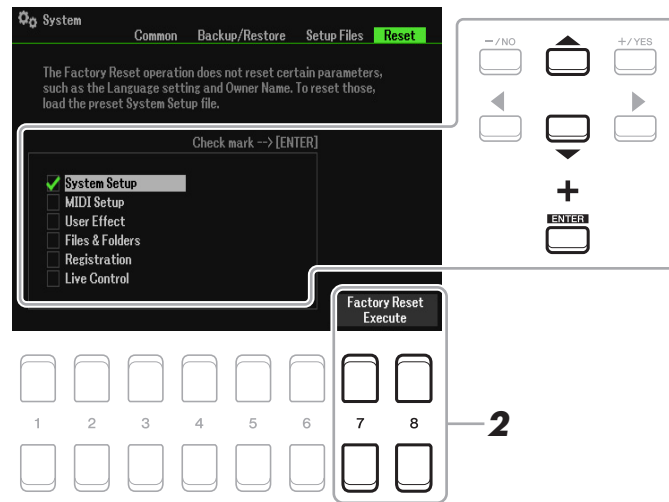 System
Common Backup/Restore Setup Files Reset
The Factory Reset operation does not reset certain parameters,
such as the Language setting and Owner Name. To reset those,
load the preset System Setup file.
Check mark --> [ENTER]
System Setup
MIDI Setup
User Effect
Files & Folders
Registration
Live Control
Factory Reset
Execute
–/NO +/YES
+
ENTER
1 2 3 4 5 6 7 8
2